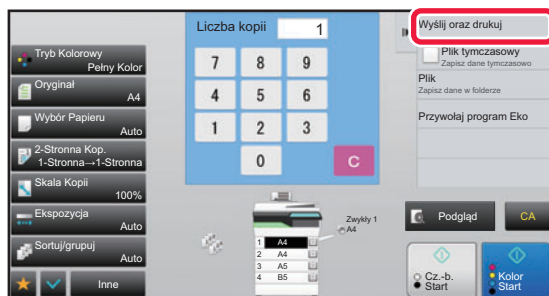 Tryb Kolorowy
Pełny Kolor
Oryginał
A4
Wybór Papieru
Auto
2-Stronna Kop.
1-Stronna→1-Stronna
Skala Kopii
100%
Ekspozycja
Auto
Sortuj/grupuj
Auto
Inne
Liczba kopii 1
7 8 9
4 5 6
1 2 3
0 C
Zwykły 1
A4
1 A4
2 A4
3 A5
4 B5
Wyślij oraz drukuj
Plik tymczasowy
Zapisz dane tymczasowo
Plik
Zapisz dane w folderze
Przywołaj program Eko
Podgląd CA
Cz.-b.
Start
Kolor
Start